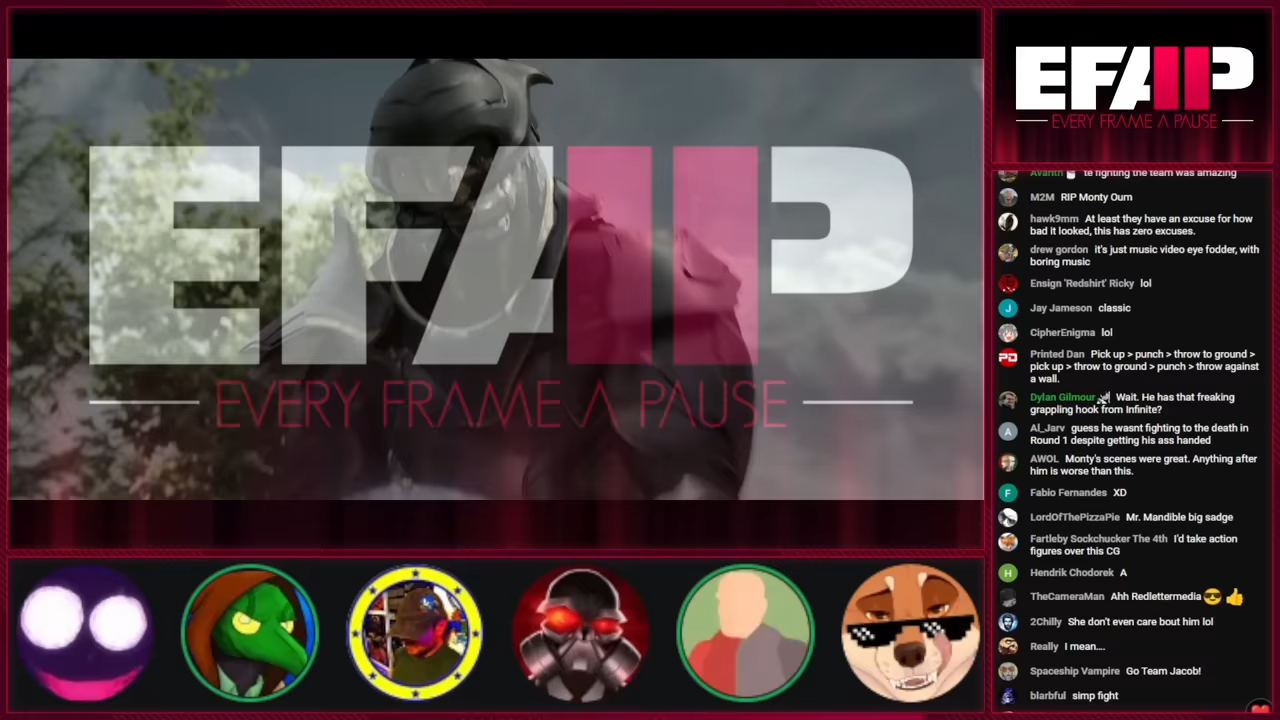 EFAP
EVERY FRAME A PAUSE
EFAP
EVERY FRAME A PAUSE
Avanth te fighting the team was amazing
M2M RIP Monty Oum
hawk9mm At least they have an excuse for how
bad it looked, this has zero excuses.
drew gordon it's just music video eye fodder, with
boring music
Ensign 'Redshirt' Ricky lol
J Jay Jameson classic
CipherEnigma lol
PD Printed Dan Pick up > punch > throw to ground >
pick up > throw to ground > punch > throw against
a wall.
Dylan Gilmour Wait. He has that freaking
grappling hook from Infinite?
A Al_Jarv guess he wasnt fighting to the death in
Round 1 despite getting his ass handed
AWOL Monty's scenes were great. Anything after
him is worse than this.
F Fabio Fernandes XD
LordOfThePizzaPie Mr. Mandible big sadge
Fartleby Sockchucker The 4th I'd take action
figures over this CG
H Hendrik Chodorek A
TheCameraMan Ahh Redlettermedia 😎 👍
2Chilly She don't even care bout him lol
Really I mean....
Spaceship Vampire Go Team Jacob!
blarbful simp fight